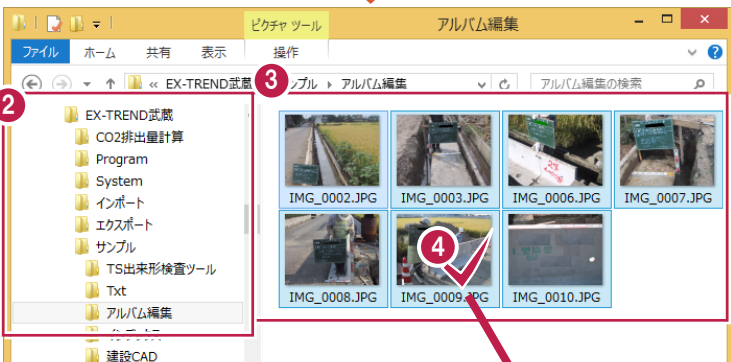 ピクチャ ツール
アルバム編集
ファイル ホーム 共有 表示 操作
« EX-TREND武蔵 ンプル アルバム編集 アルバム編集の検索
2
3
EX-TREND武蔵
CO2排出量計算
Program
System
インポート
エクスポート
サンプル
TS出来形検査ツール
Txt
アルバム編集
建設CAD
IMG_0002.JPG IMG_0003.JPG IMG_0006.JPG IMG_0007.JPG
4
IMG_0008.JPG IMG_0009.JPG IMG_0010.JPG